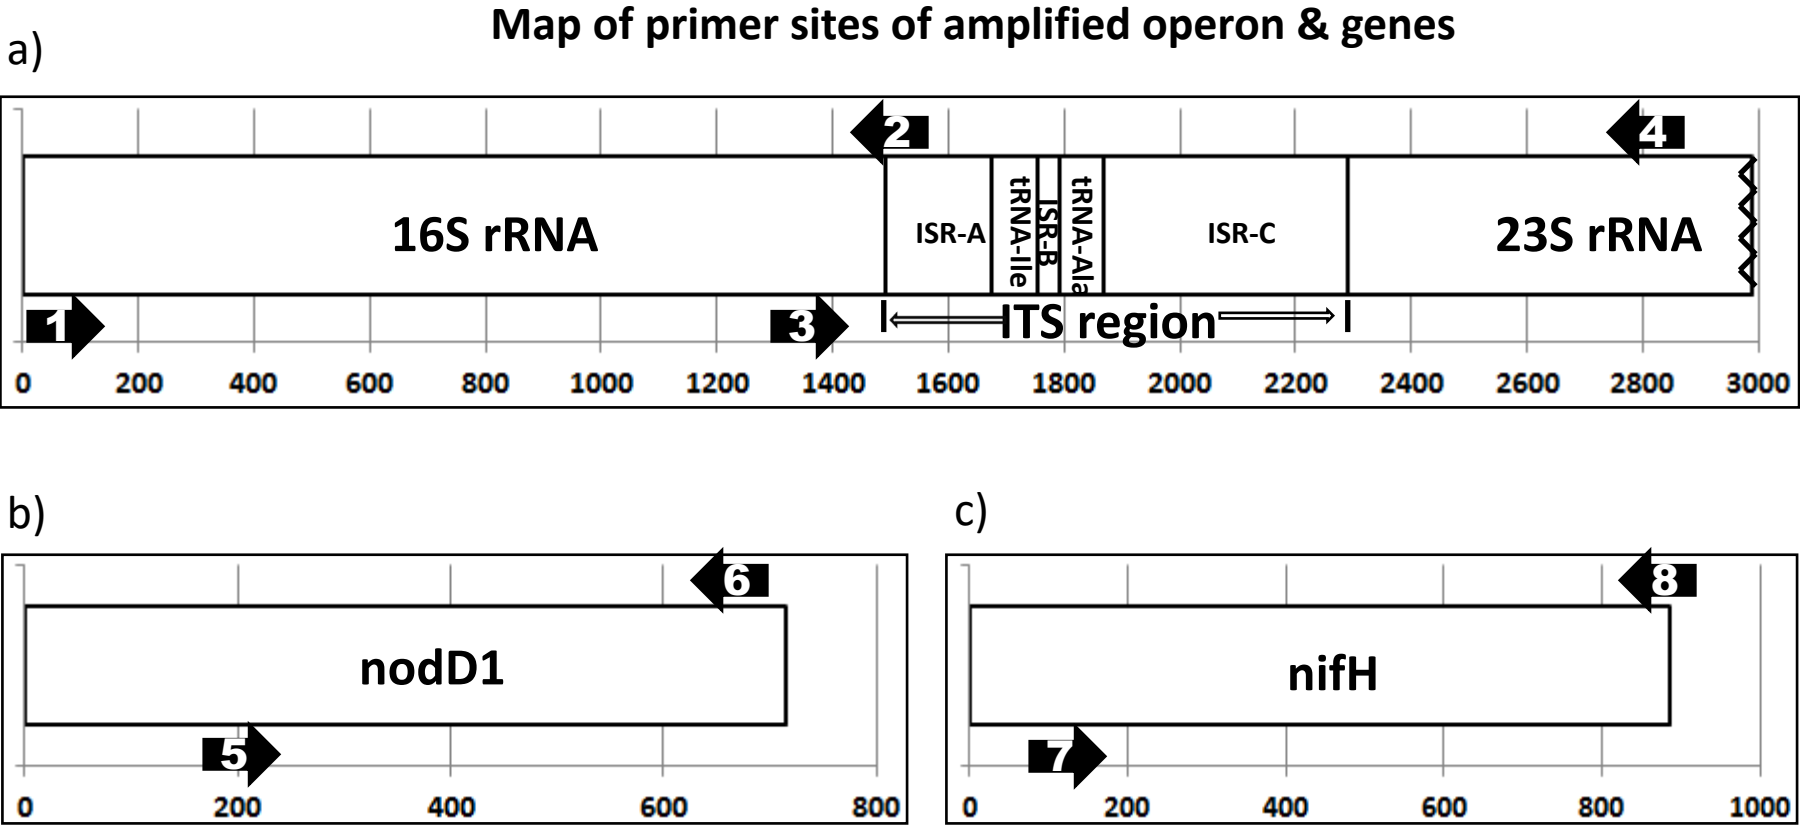 Map of primer sites of amplified operon & genes
a)
2
4
16S rRNA
ISR-A
tRNA-Ile
ISR-B
tRNA-Ala
ISR-C
23S rRNA
1
3
ITS region
0 200 400 600 800 1000 1200 1400 1600 1800 2000 2200 2400 2600 2800 3000
b)
6
nodD1
5
0 200 400 600 800
c)
8
nifH
7
0 200 400 600 800 1000